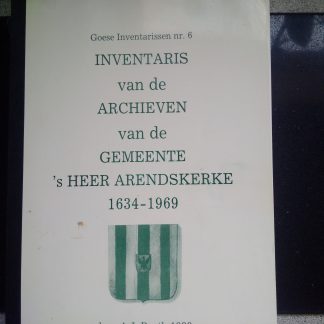 Goese Inventarissen nr. 6
INVENTARIS
van de
ARCHIEVEN
van de
GEMEENTE
's HEER ARENDSKERKE
1634-1969